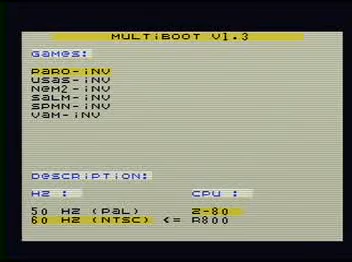 MULTiBOOT V1.3
GAMES:
PARO-iNV
USAS-iNV
NEM2-iNV
SALM-iNV
SPMN-iNV
VAM-iNV
DESCRiPTiON:
HZ : CPU :
50 HZ (PAL) Z-80
60 HZ (NTSC) <= R800